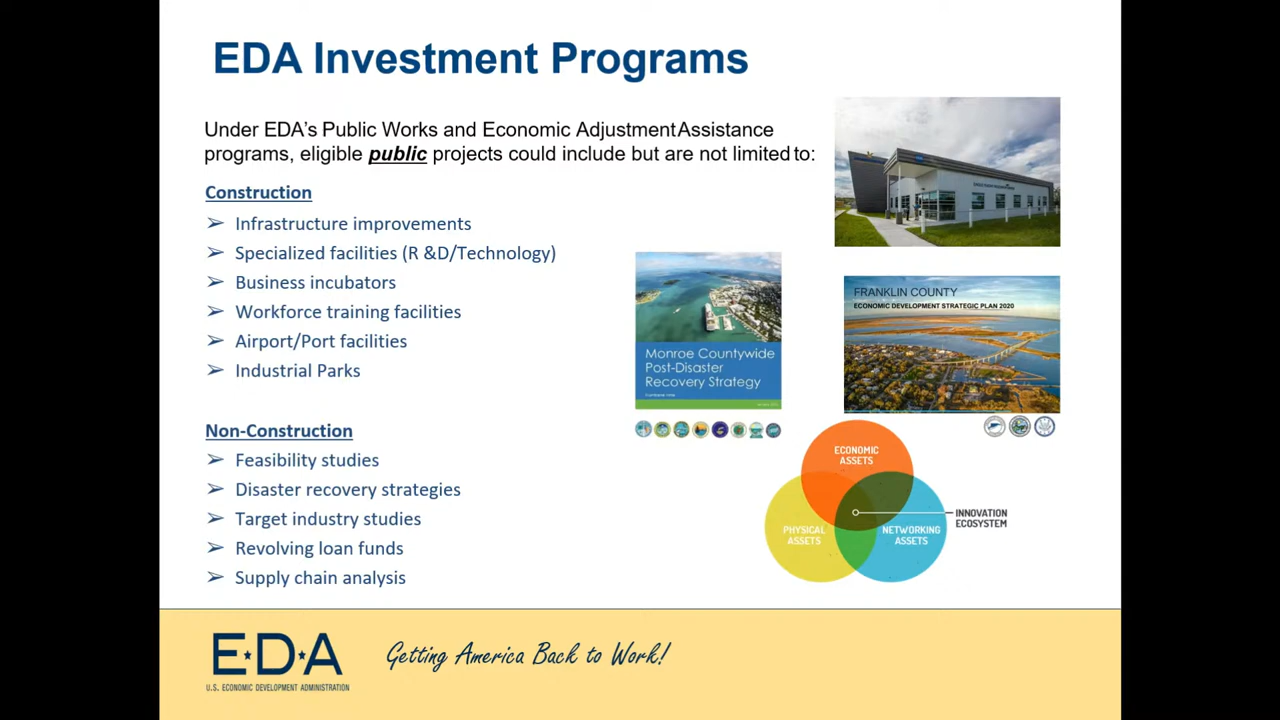 EDA Investment Programs
Under EDA's Public Works and Economic Adjustment Assistance
programs, eligible public projects could include but are not limited to:
Construction
➢ Infrastructure improvements
➢ Specialized facilities (R &D/Technology)
➢ Business incubators
➢ Workforce training facilities
➢ Airport/Port facilities
➢ Industrial Parks
Non-Construction
➢ Feasibility studies
➢ Disaster recovery strategies
➢ Target industry studies
➢ Revolving loan funds
➢ Supply chain analysis
Monroe Countywide
Post-Disaster
Recovery Strategy
FRANKLIN COUNTY
ECONOMIC DEVELOPMENT STRATEGIC PLAN 2020
ECONOMIC
ASSETS
PHYSICAL
ASSETS
NETWORKING
ASSETS
INNOVATION
ECOSYSTEM
E★D★A
U.S. ECONOMIC DEVELOPMENT ADMINISTRATION
Getting America Back to Work!